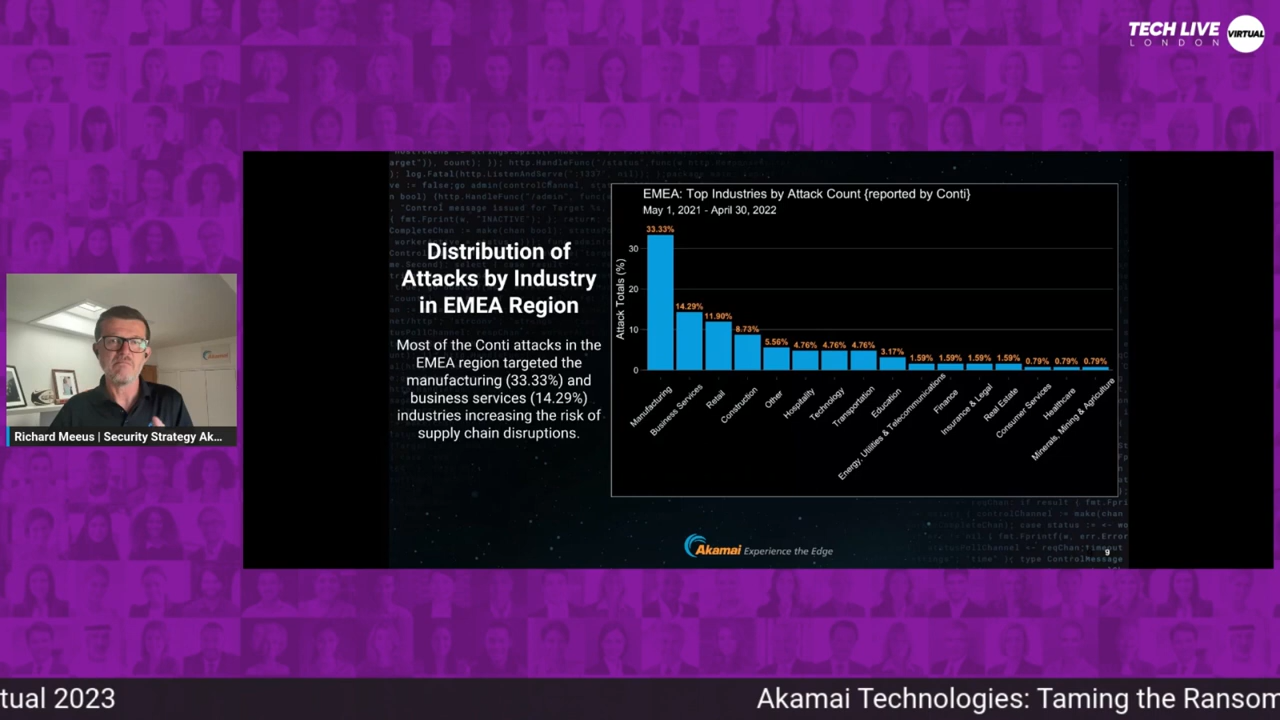 TECH LIVE
LONDON
VIRTUAL
Distribution of
Attacks by Industry
in EMEA Region
Most of the Conti attacks in the
EMEA region targeted the
manufacturing (33.33%) and
business services (14.29%)
industries increasing the risk of
supply chain disruptions.
EMEA: Top Industries by Attack Count {reported by Conti}
May 1, 2021 - April 30, 2022
Attack Totals (%)
30
20
10
0
33.33%
14.29%
11.90%
8.73%
5.56%
4.76%
4.76%
4.76%
3.17%
1.59%
1.59%
1.59%
1.59%
0.79%
0.79%
0.79%
Manufacturing
Business Services
Retail
Construction
Other
Hospitality
Technology
Transportation
Education
Energy, Utilities & Telecommunications
Finance
Insurance & Legal
Real Estate
Consumer Services
Healthcare
Minerals, Mining & Agriculture
Akamai
Richard Meeus | Security Strategy Ak...
Akamai Experience the Edge
9
tual 2023
Akamai Technologies: Taming the Ransom